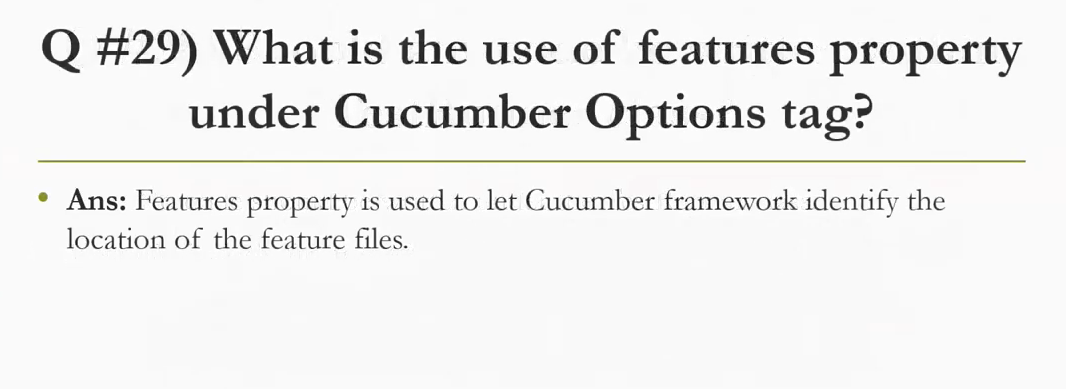 Q #29) What is the use of features property
under Cucumber Options tag?
• Ans: Features property is used to let Cucumber framework identify the
location of the feature files.